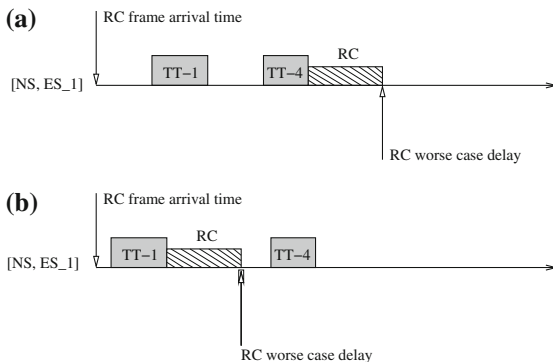 (a)
RC frame arrival time
RC
TT-1
TT-4
[NS, ES_1]
RC worse case delay
(b)
RC frame arrival time
RC
TT-1
TT-4
[NS, ES_1]
RC worse case delay